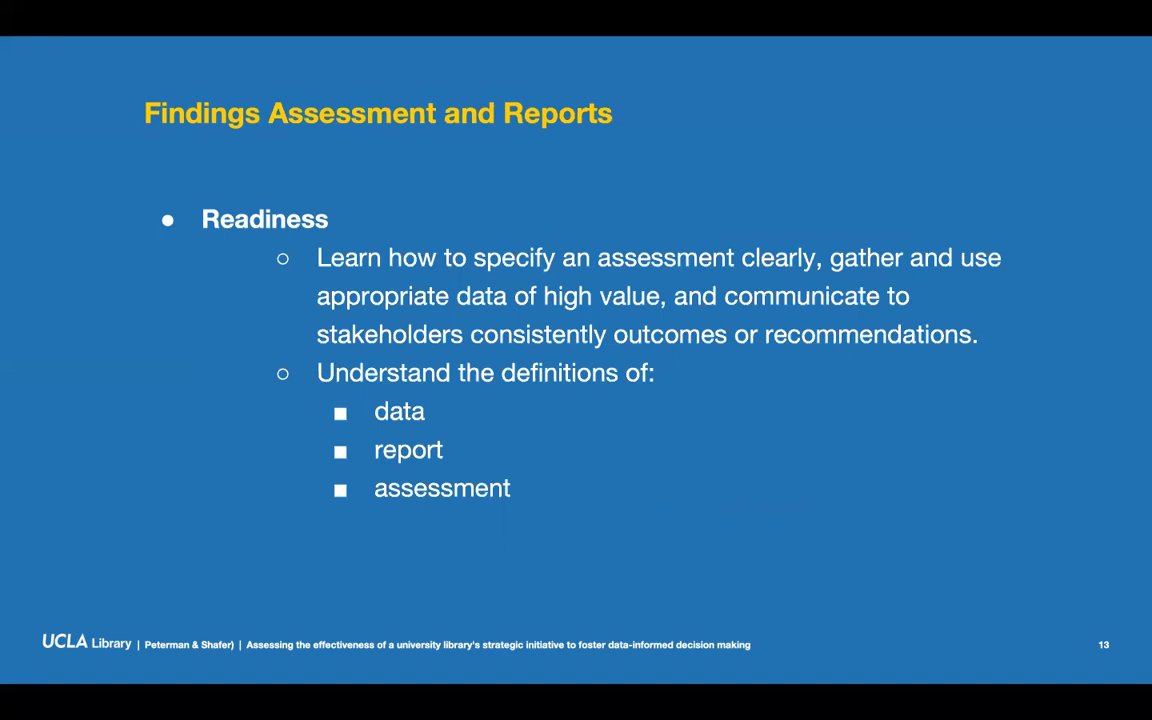 Findings Assessment and Reports
● Readiness
○ Learn how to specify an assessment clearly, gather and use
appropriate data of high value, and communicate to
stakeholders consistently outcomes or recommendations.
○ Understand the definitions of:
■ data
■ report
■ assessment
UCLA Library | Peterman & Shafer) | Assessing the effectiveness of a university library's strategic initiative to foster data-informed decision making 13